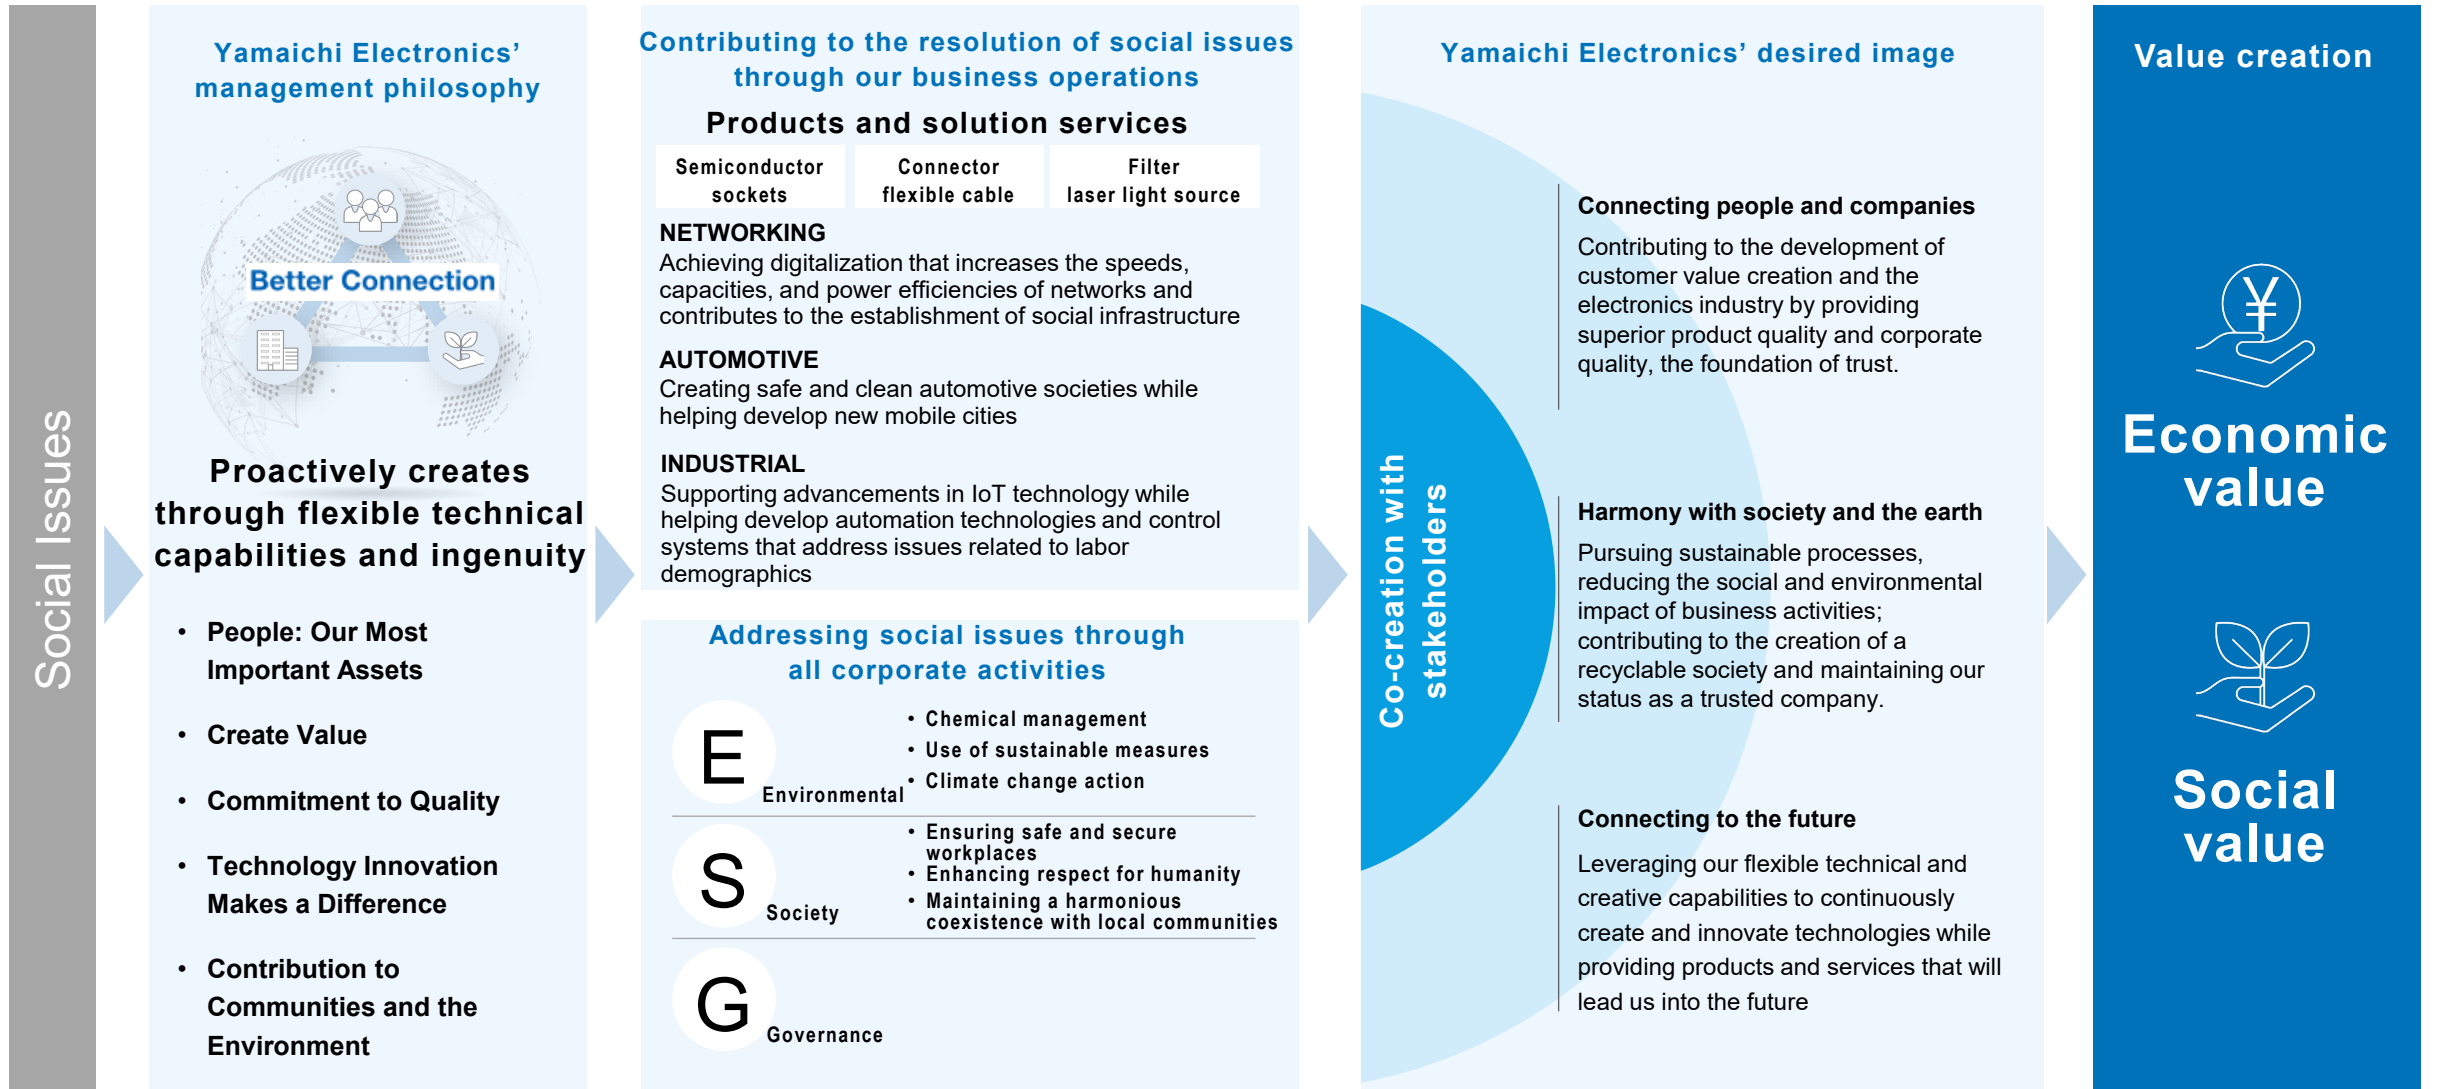 Social Issues
Yamaichi Electronics’
management philosophy
Better Connection
Proactively creates
through flexible technical
capabilities and ingenuity
• People: Our Most
Important Assets
• Create Value
• Commitment to Quality
• Technology Innovation
Makes a Difference
• Contribution to
Communities and the
Environment
Contributing to the resolution of social issues
through our business operations
Products and solution services
Semiconductor
sockets
Connector
flexible cable
Filter
laser light source
NETWORKING
Achieving digitalization that increases the speeds,
capacities, and power efficiencies of networks and
contributes to the establishment of social infrastructure
AUTOMOTIVE
Creating safe and clean automotive societies while
helping develop new mobile cities
INDUSTRIAL
Supporting advancements in IoT technology while
helping develop automation technologies and control
systems that address issues related to labor
demographics
Addressing social issues through
all corporate activities
E
Environmental
• Chemical management
• Use of sustainable measures
• Climate change action
S
Society
• Ensuring safe and secure
workplaces
• Enhancing respect for humanity
• Maintaining a harmonious
coexistence with local communities
G
Governance
Yamaichi Electronics’ desired image
Co-creation with
stakeholders
Connecting people and companies
Contributing to the development of
customer value creation and the
electronics industry by providing
superior product quality and corporate
quality, the foundation of trust.
Harmony with society and the earth
Pursuing sustainable processes,
reducing the social and environmental
impact of business activities;
contributing to the creation of a
recyclable society and maintaining our
status as a trusted company.
Connecting to the future
Leveraging our flexible technical and
creative capabilities to continuously
create and innovate technologies while
providing products and services that will
lead us into the future
Value creation
¥
Economic
value
Social
value